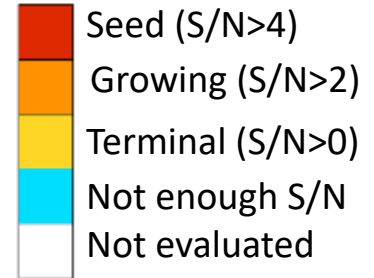 Seed (S/N>4)
Growing (S/N>2)
Terminal (S/N>0)
Not enough S/N
Not evaluated